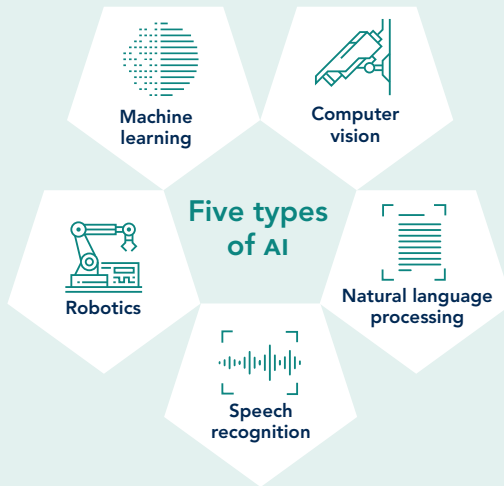 Machine
learning
Computer
vision
Five types
of AI
Robotics
Natural language
processing
Speech
recognition